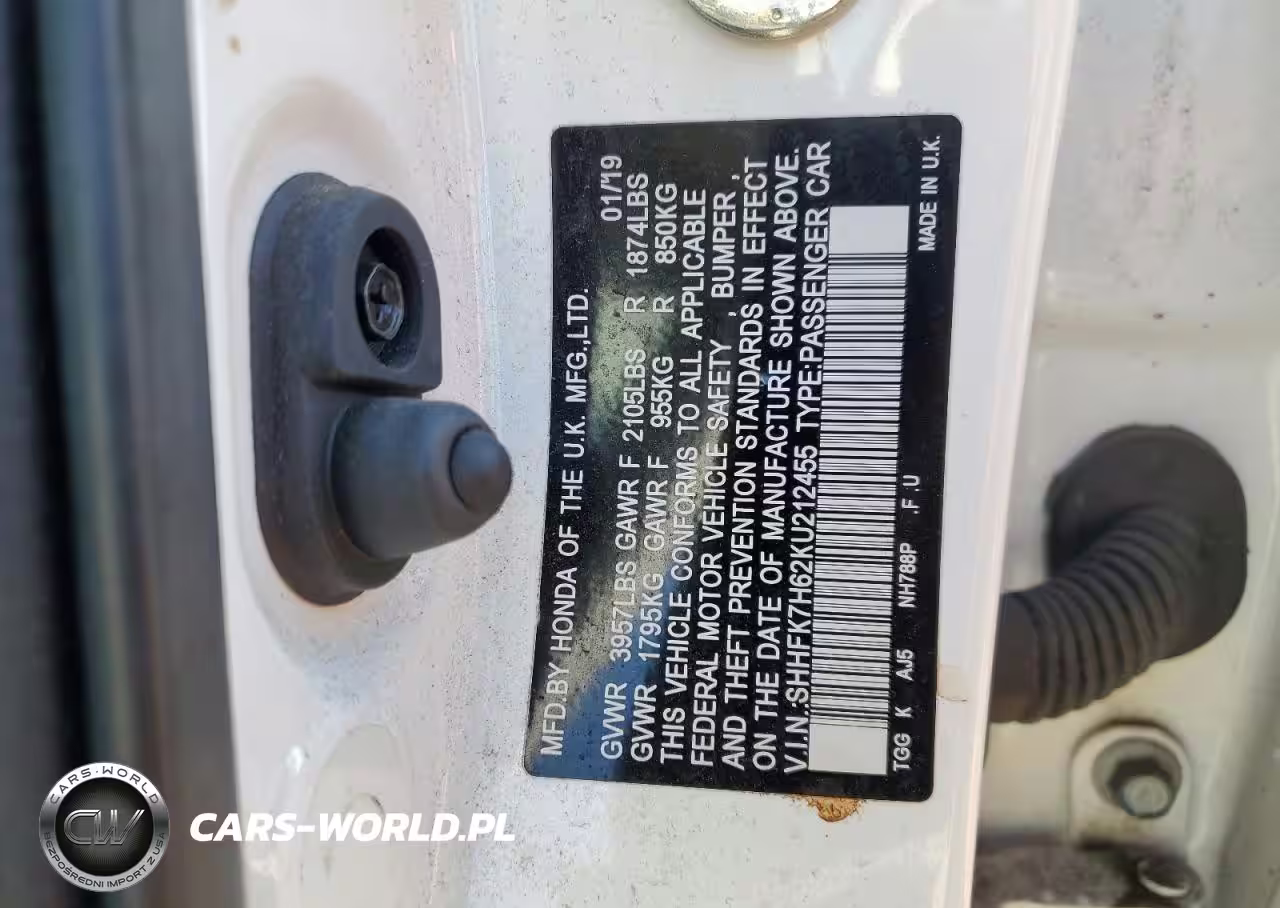 MFD.BY HONDA OF THE U.K. MFG.,LTD.
01/19
GVWR 3957LBS GAWR F 2105LBS R 1874LBS
GVWR 1795KG GAWR F 955KG R 850KG
THIS VEHICLE CONFORMS TO ALL APPLICABLE
FEDERAL MOTOR VEHICLE SAFETY , BUMPER ,
AND THEFT PREVENTION STANDARDS IN EFFECT
ON THE DATE OF MANUFACTURE SHOWN ABOVE.
V.I.N.:SHHFK7H62KU212455 TYPE:PASSENGER CAR
TGG K AJ5 NH788P .F.U MADE IN U.K.
CARS-WORLD
CW
BEZPOŚREDNI IMPORT Z USA
CARS-WORLD.PL